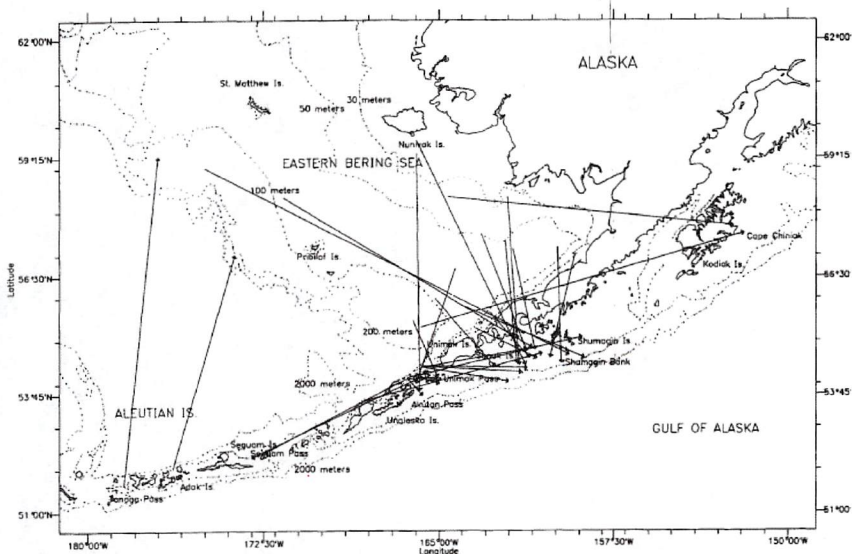 62°00'N
62°00'
ALASKA
St. Matthew Is.
30 meters
50 meters
Nunivak Is.
59°15'
59°15'
EASTERN BERING SEA
100 meters
Cape Chiniak
Pribilof Is.
Kodiak Is.
56°30'
56°30'
Latitude
200 meters
Unimak Is.
Shumagin Is.
Sanak Is.
Shumagin Bank
Unimak Pass
2000 meters
53°45'
53°45'
Akutan Pass
ALEUTIAN IS.
Unalaska Is.
GULF OF ALASKA
Seguam Is.
Seguam Pass
2000 meters
Adak Is.
Tanaga Pass
51°00'
51°00'
180°00'W
172°30'W
165°00'W
157°30'W
150°00'W
Longitude